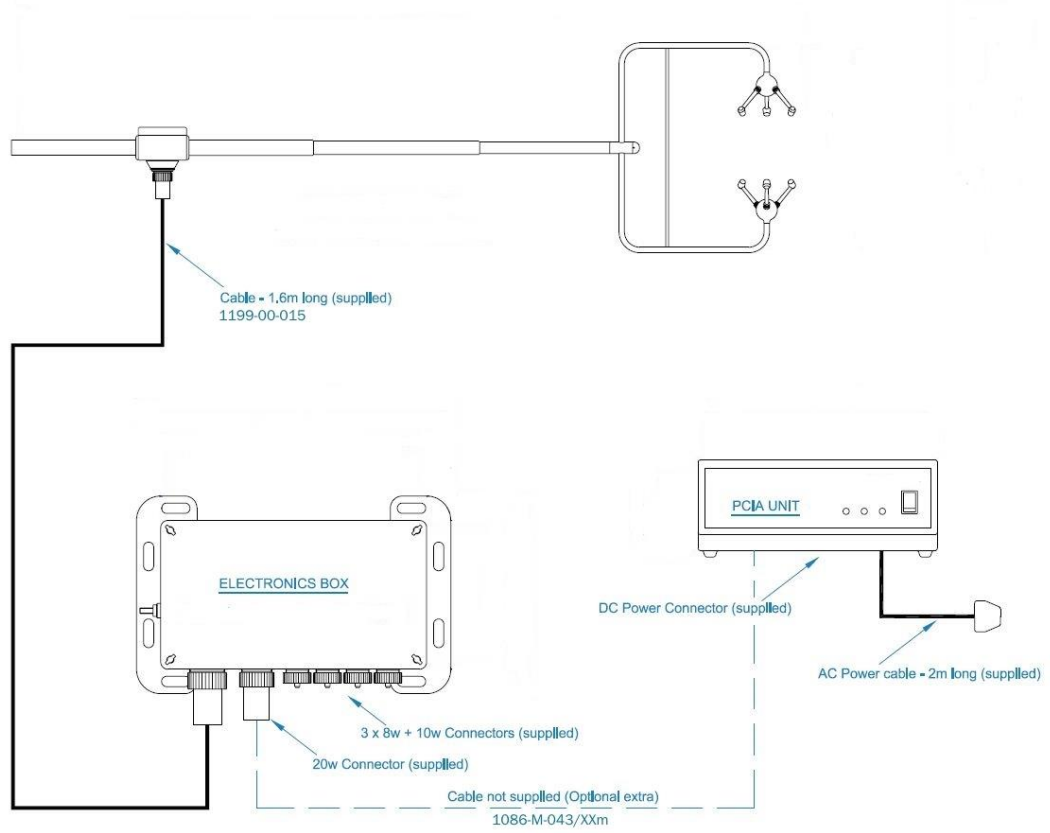 Cable - 1.6m long (supplied)
1199-00-015
PCIA UNIT
ELECTRONICS BOX
DC Power Connector (supplied)
AC Power cable - 2m long (supplied)
3 x 8w + 10w Connectors (supplied)
20w Connector (supplied)
Cable not supplied (Optional extra)
1086-M-043/XXm